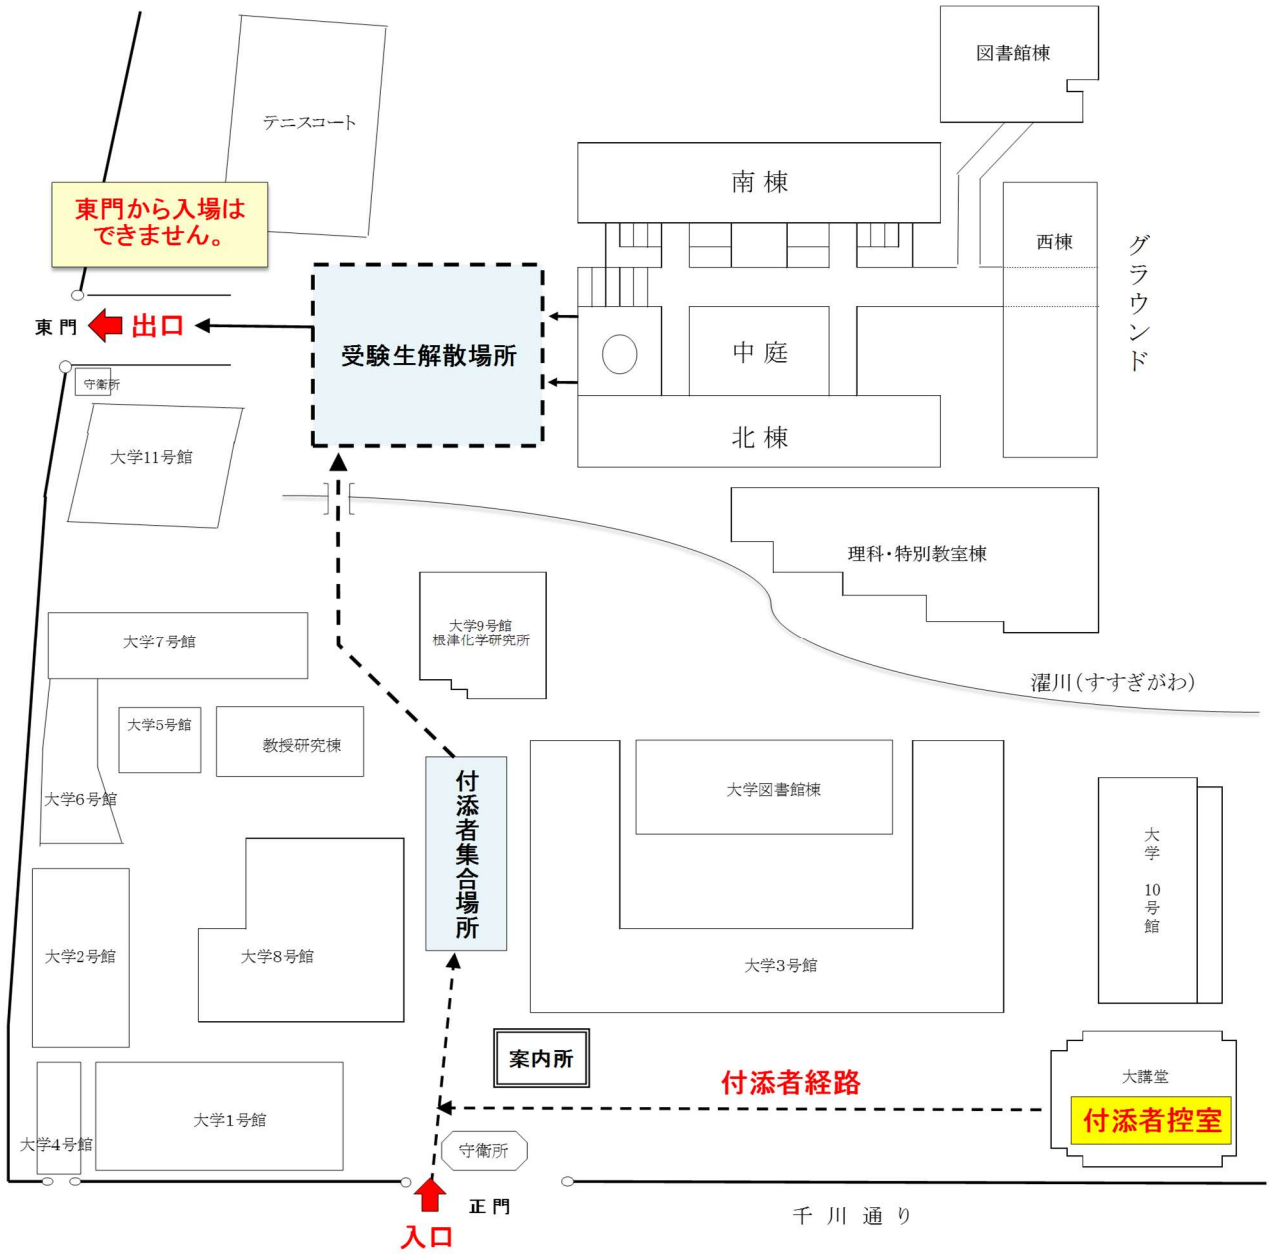 図書館棟
テニスコート
南棟
東門から入場は
できません。
西棟
グラウンド
東門
出口
受験生解散場所
中庭
守衛所
北棟
大学11号館
理科・特別教室棟
大学9号館
根津化学研究所
大学7号館
濯川(すすぎがわ)
大学5号館
教授研究棟
大学6号館
付添者集合場所
大学図書館棟
大学10号館
大学2号館
大学8号館
大学3号館
案内所
付添者経路
大講堂
付添者控室
大学1号館
大学4号館
守衛所
正門
入口
千川通り